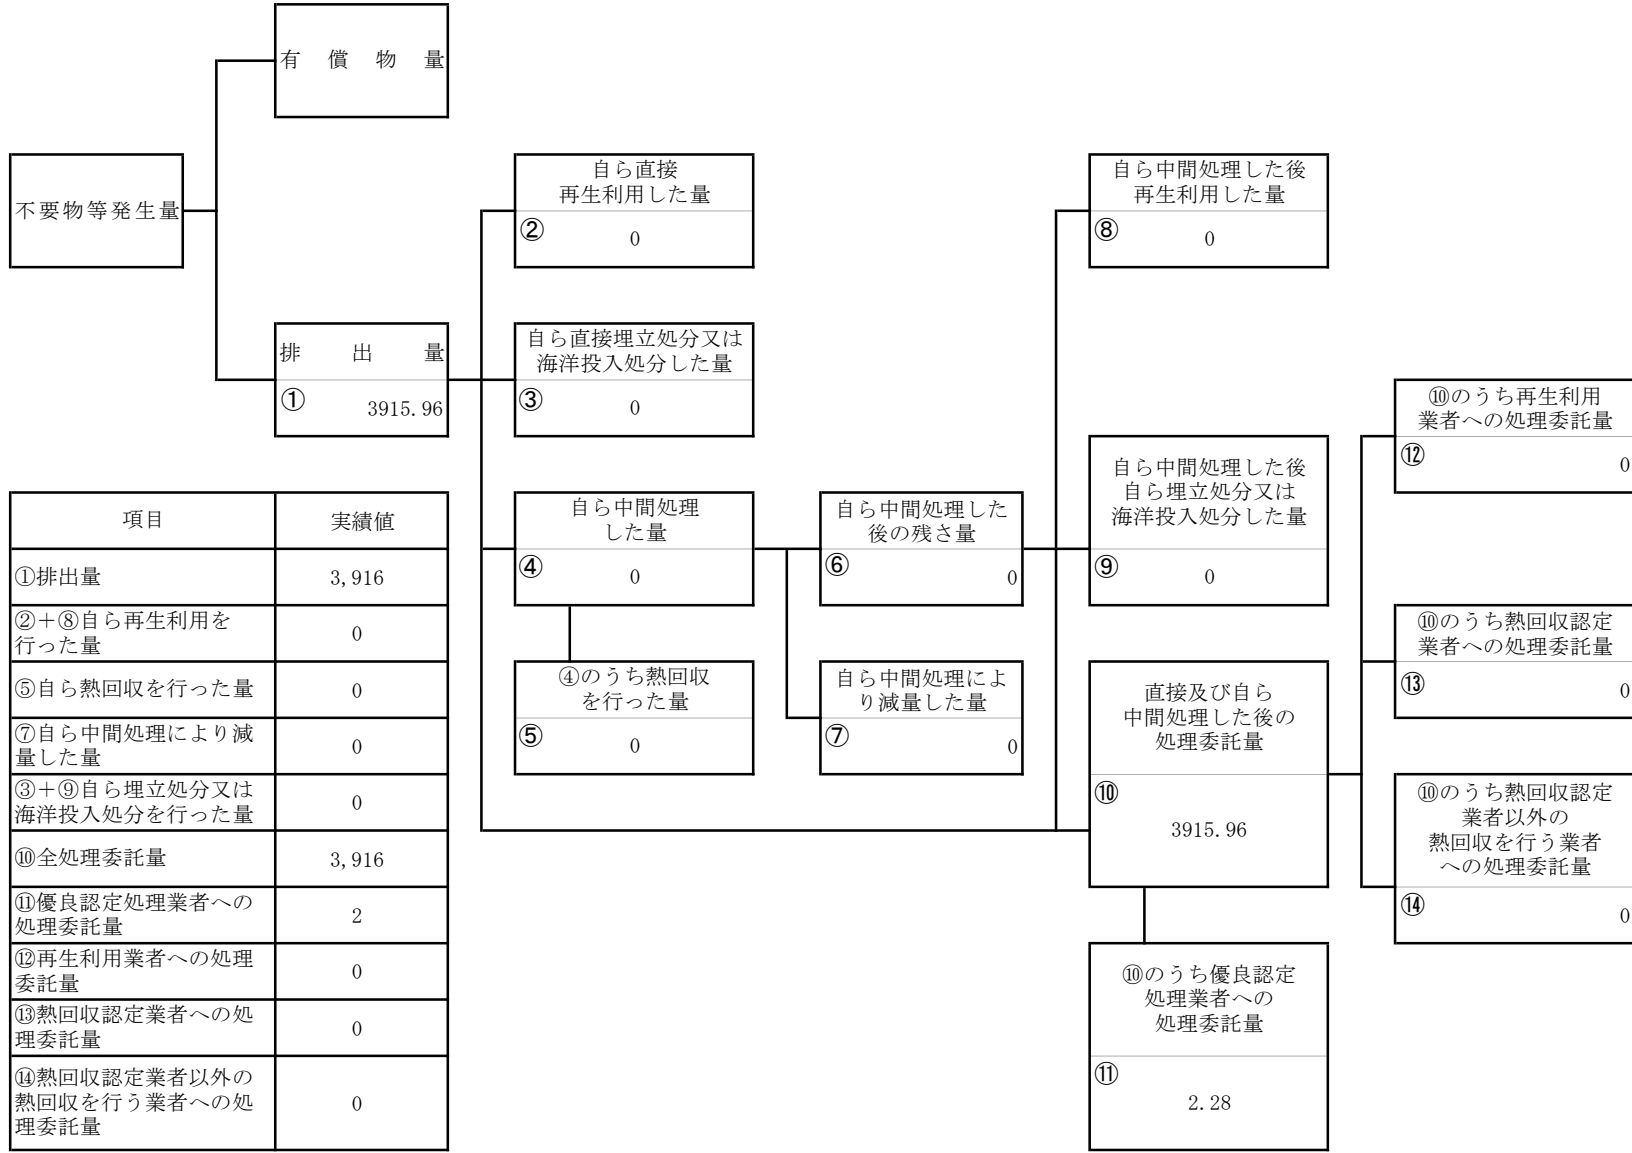 有償物量
不要物等発生量
排出量
①
3915.96
自ら直接
再生利用した量
②
0
自ら直接埋立処分又は
海洋投入処分した量
③
0
自ら中間処理
した量
④
0
④のうち熱回収
を行った量
⑤
0
自ら中間処理した
後の残さ量
⑥
0
自ら中間処理によ
り減量した量
⑦
0
自ら中間処理した後
再生利用した量
⑧
0
自ら中間処理した後
自ら埋立処分又は
海洋投入処分した量
⑨
0
直接及び自ら
中間処理した後の
処理委託量
⑩
3915.96
⑩のうち優良認定
処理業者への
処理委託量
⑪
2.28
⑩のうち再生利用
業者への処理委託量
⑫
0
⑩のうち熱回収認定
業者への処理委託量
⑬
0
⑩のうち熱回収認定
業者以外の
熱回収を行う業者
への処理委託量
⑭
0
項目 実績値
①排出量 3,916
②＋⑧自ら再生利用を
行った量 0
⑤自ら熱回収を行った量 0
⑦自ら中間処理により減
量した量 0
③＋⑨自ら埋立処分又は
海洋投入処分を行った量 0
⑩全処理委託量 3,916
⑪優良認定処理業者への
処理委託量 2
⑫再生利用業者への処理
委託量 0
⑬熱回収認定業者への処
理委託量 0
⑭熱回収認定業者以外の
熱回収を行う業者への処
理委託量 0